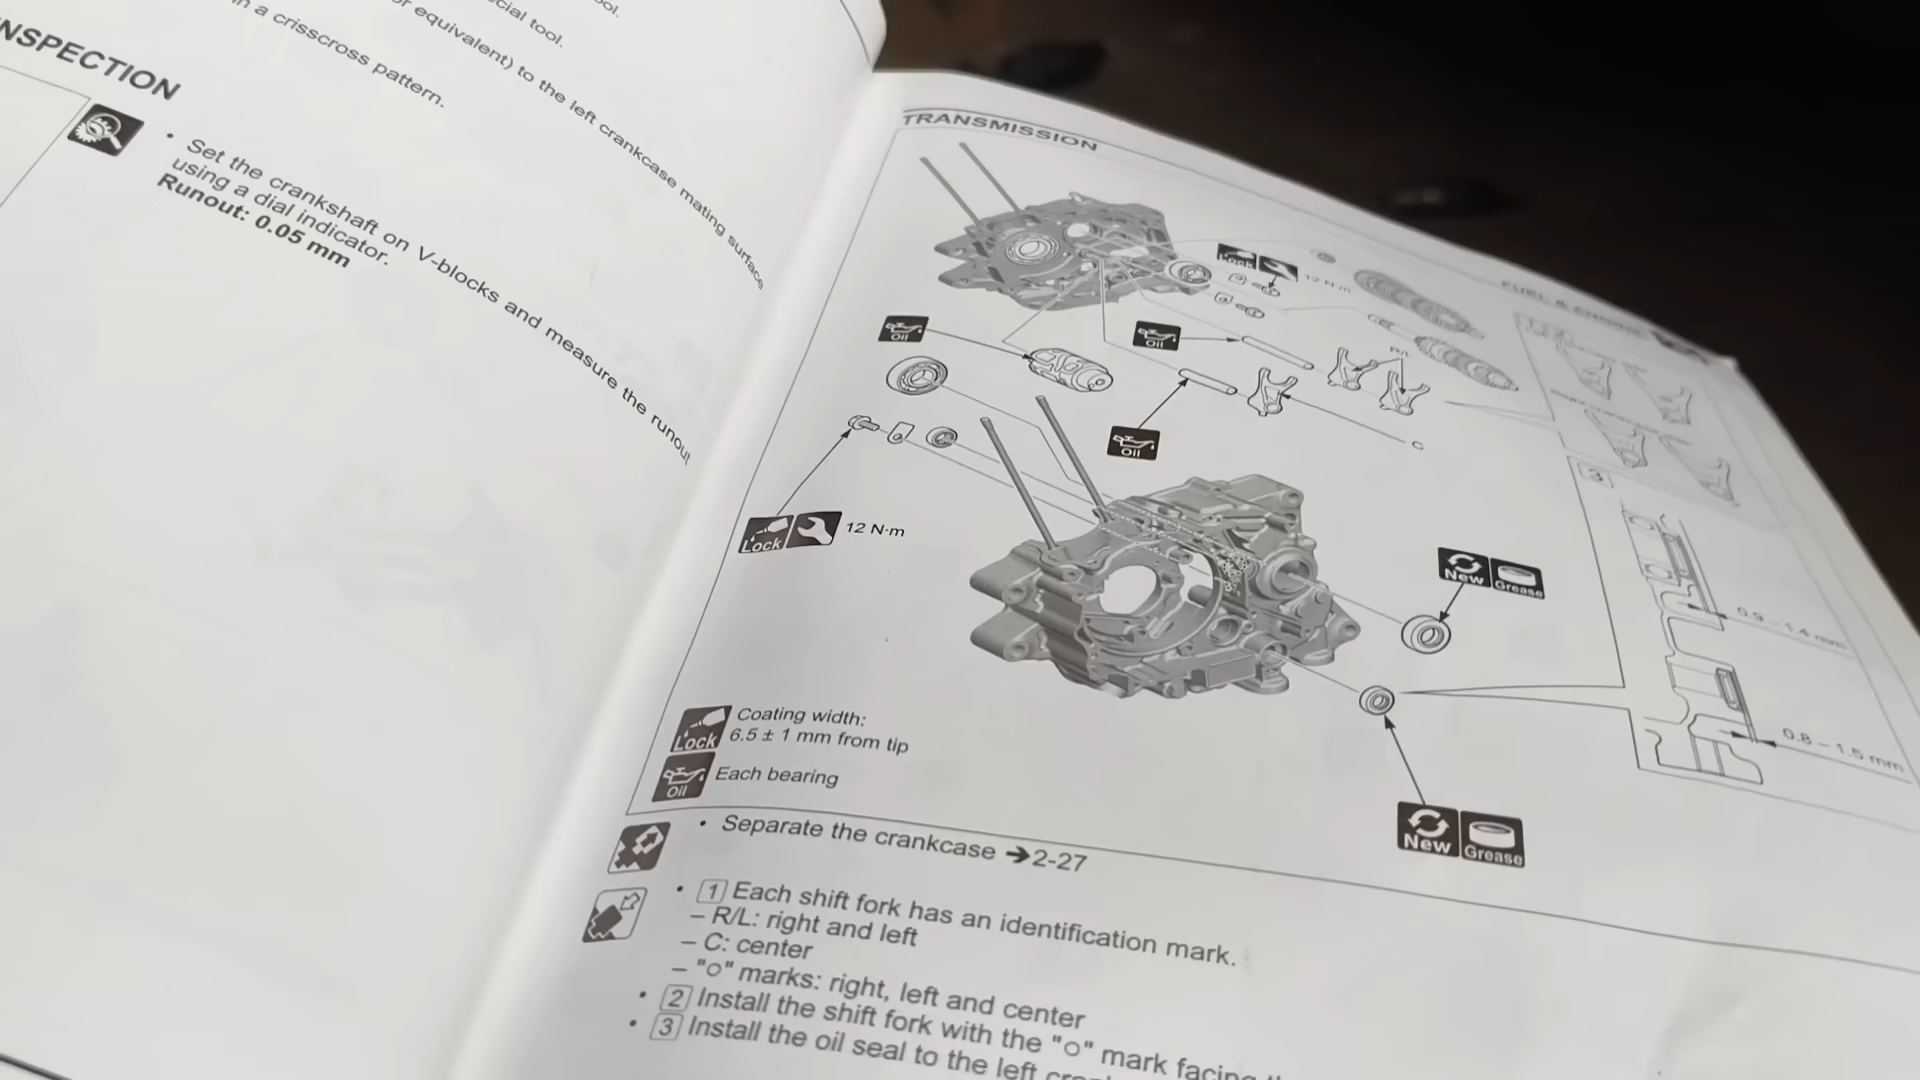 ool.
cial tool.
or equivalent) to the left crankcase mating surface
in a crisscross pattern.
NSPECTION
• Set the crankshaft on V-blocks and measure the runout
using a dial indicator.
Runout: 0.05 mm
TRANSMISSION
FUEL & ENGINE
Lock
12 N·m
Oil
Oil
R/L
Oil
C
Lock 12 N·m
3
New Grease
0.9 – 1.4 mm
0.8 – 1.5 mm
Lock Coating width:
6.5 ± 1 mm from tip
Oil Each bearing
New Grease
• Separate the crankcase ➔2-27
• 1 Each shift fork has an identification mark.
– R/L: right and left
– C: center
– "○" marks: right, left and center
• 2 Install the shift fork with the "○" mark facing
• 3 Install the oil seal to the left